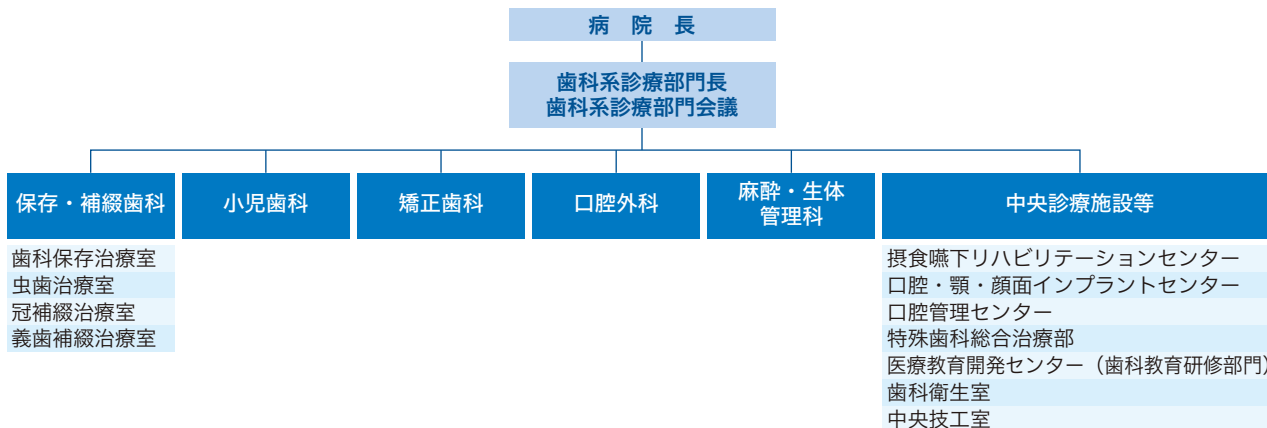 病 院 長
歯科系診療部門長
歯科系診療部門会議
保存・補綴歯科
小児歯科
矯正歯科
口腔外科
麻酔・生体
管理科
中央診療施設等
歯科保存治療室
虫歯治療室
冠補綴治療室
義歯補綴治療室
摂食嚥下リハビリテーションセンター
口腔・顎・顔面インプラントセンター
口腔管理センター
特殊歯科総合治療部
医療教育開発センター（歯科教育研修部門）
歯科衛生室
中央技工室